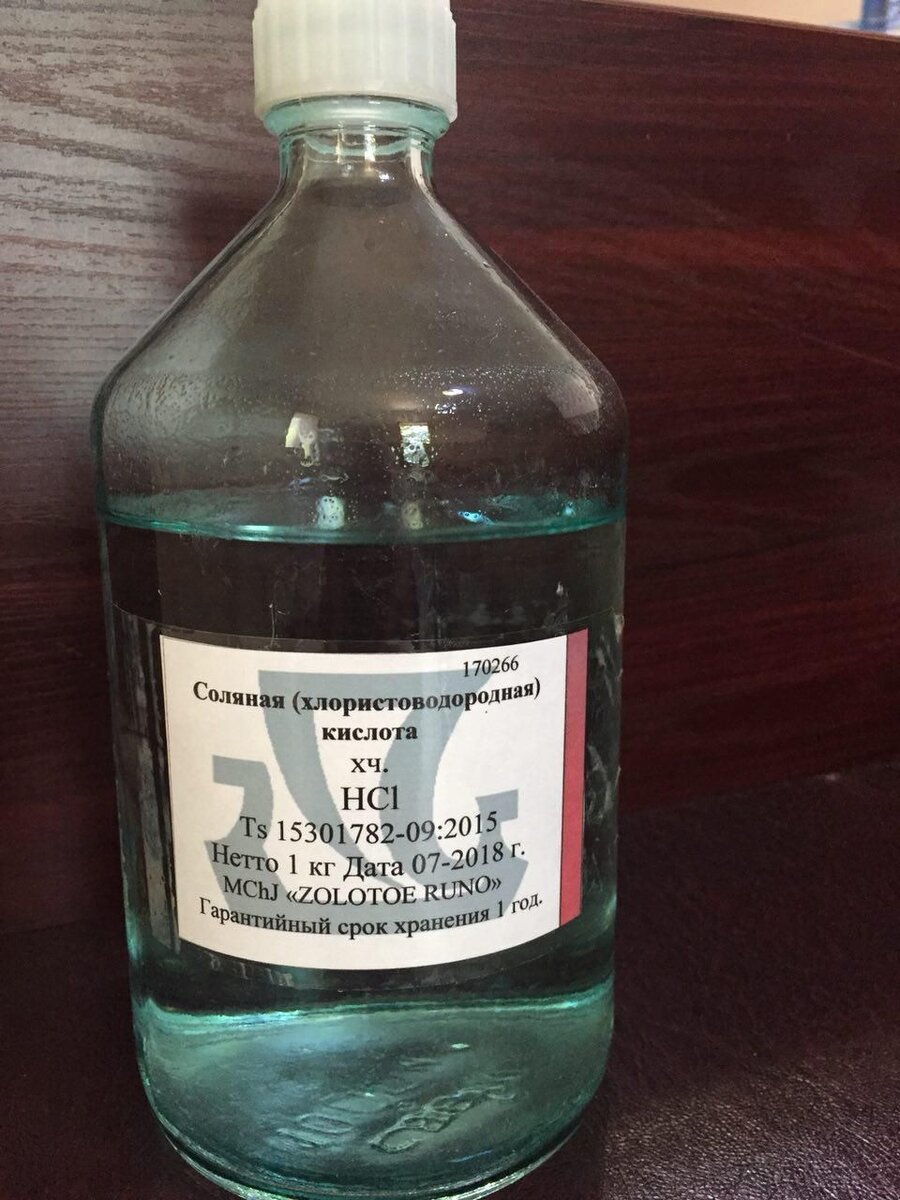 170266
Соляная (хлористоводородная)
кислота
хч.
HCl
Ts 15301782-09:2015
Нетто 1 кг Дата 07-2018 г.
MChJ «ZOLOTOE RUNO»
Гарантийный срок хранения 1 год.